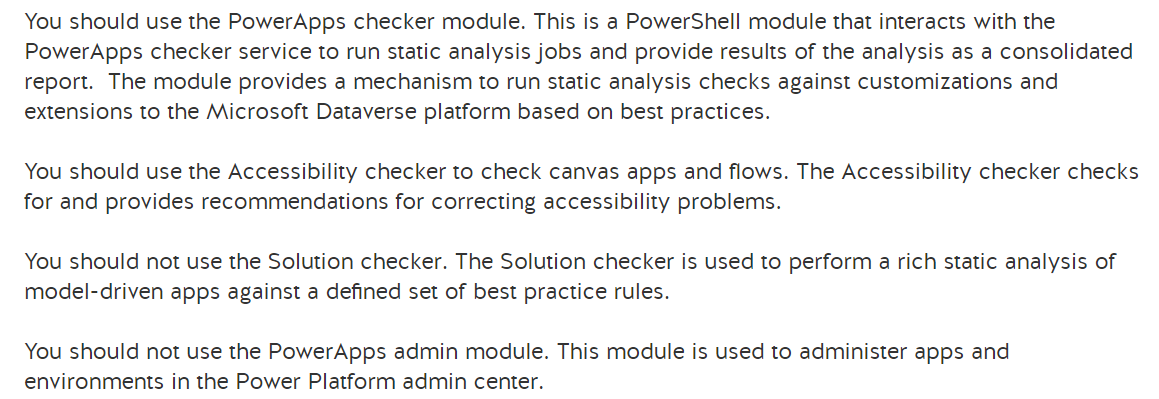 You should use the PowerApps checker module. This is a PowerShell module that interacts with the
PowerApps checker service to run static analysis jobs and provide results of the analysis as a consolidated
report.  The module provides a mechanism to run static analysis checks against customizations and
extensions to the Microsoft Dataverse platform based on best practices.
You should use the Accessibility checker to check canvas apps and flows. The Accessibility checker checks
for and provides recommendations for correcting accessibility problems.
You should not use the Solution checker. The Solution checker is used to perform a rich static analysis of
model-driven apps against a defined set of best practice rules.
You should not use the PowerApps admin module. This module is used to administer apps and
environments in the Power Platform admin center.